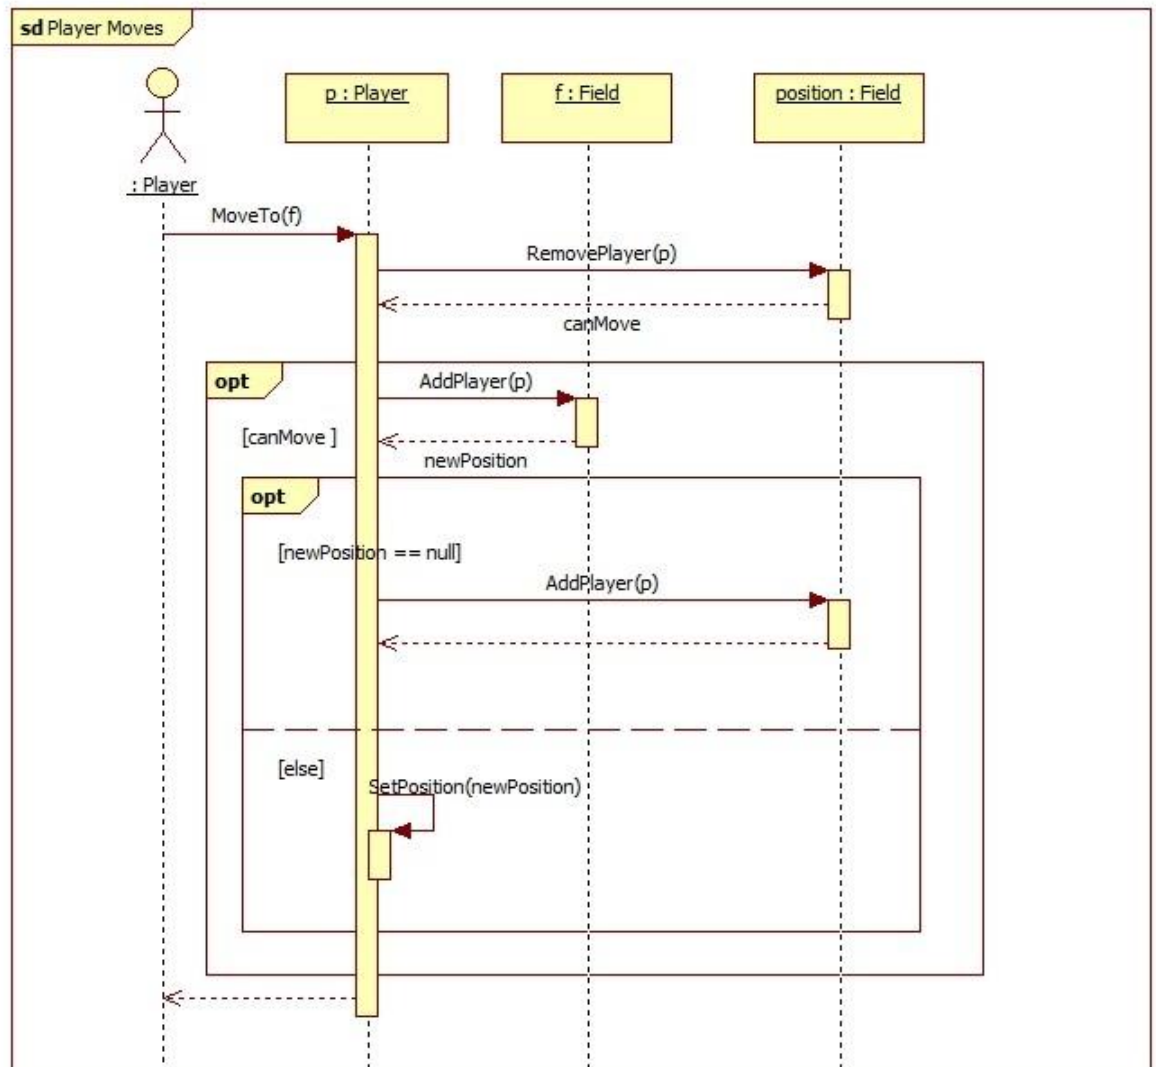 sd Player Moves
p : Player
f : Field
position : Field
: Player
MoveTo(f)
RemovePlayer(p)
canMove
opt
AddPlayer(p)
[canMove ]
newPosition
opt
[newPosition == null]
AddPlayer(p)
[else]
SetPosition(newPosition)